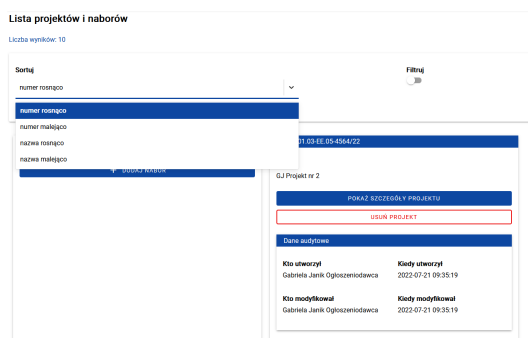 Lista projektów i naborów
Liczba wyników: 10
Sortuj
Filtruj
numer rosnąco
numer rosnąco
numer malejąco
nazwa rosnąco
nazwa malejąco
+ DODAJ NABÓR
01.03-EE.05-4564/22
GJ Projekt nr 2
POKAŻ SZCZEGÓŁY PROJEKTU
USUŃ PROJEKT
Dane audytowe
Kto utworzył
Kiedy utworzył
Gabriela Janik Ogłoszeniodawca
2022-07-21 09:35:19
Kto modyfikował
Kiedy modyfikował
Gabriela Janik Ogłoszeniodawca
2022-07-21 09:35:19